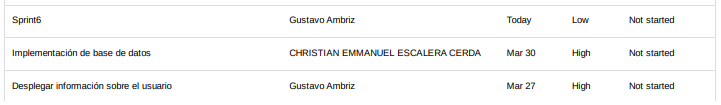 Sprint6 Gustavo Ambriz Today Low Not started
Implementación de base de datos CHRISTIAN EMMANUEL ESCALERA CERDA Mar 30 High Not started
Desplegar información sobre el usuario Gustavo Ambriz Mar 27 High Not started